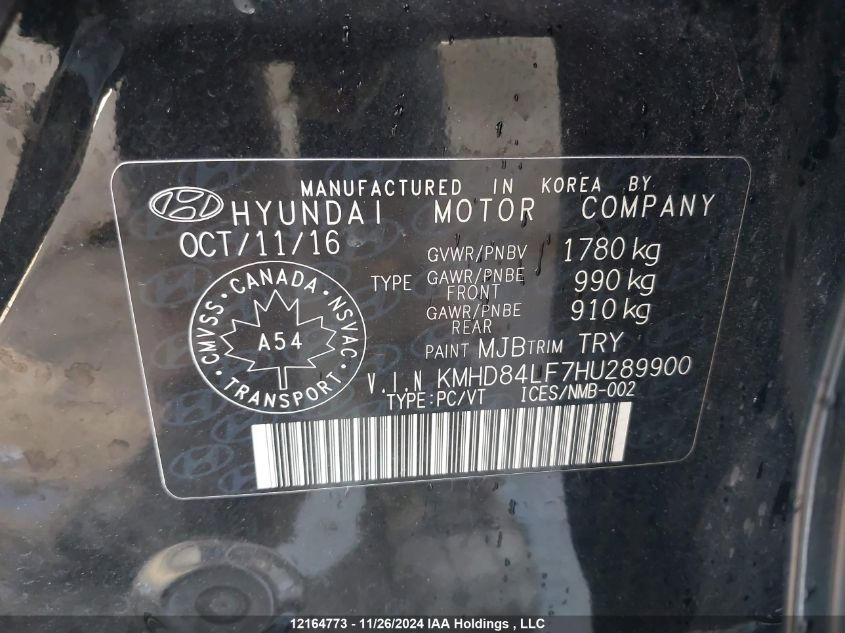 MANUFACTURED IN KOREA BY
HYUNDAI MOTOR COMPANY
OCT/11/16
GVWR/PNBV 1780 kg
TYPE GAWR/PNBE FRONT 990 kg
GAWR/PNBE REAR 910 kg
CMVSS · CANADA · NSVAC · TRANSPORT ·
A54
PAINT MJB TRIM TRY
V.I.N KMHD84LF7HU289900
TYPE:PC/VT ICES/NMB-002
12164773 - 11/26/2024 IAA Holdings , LLC